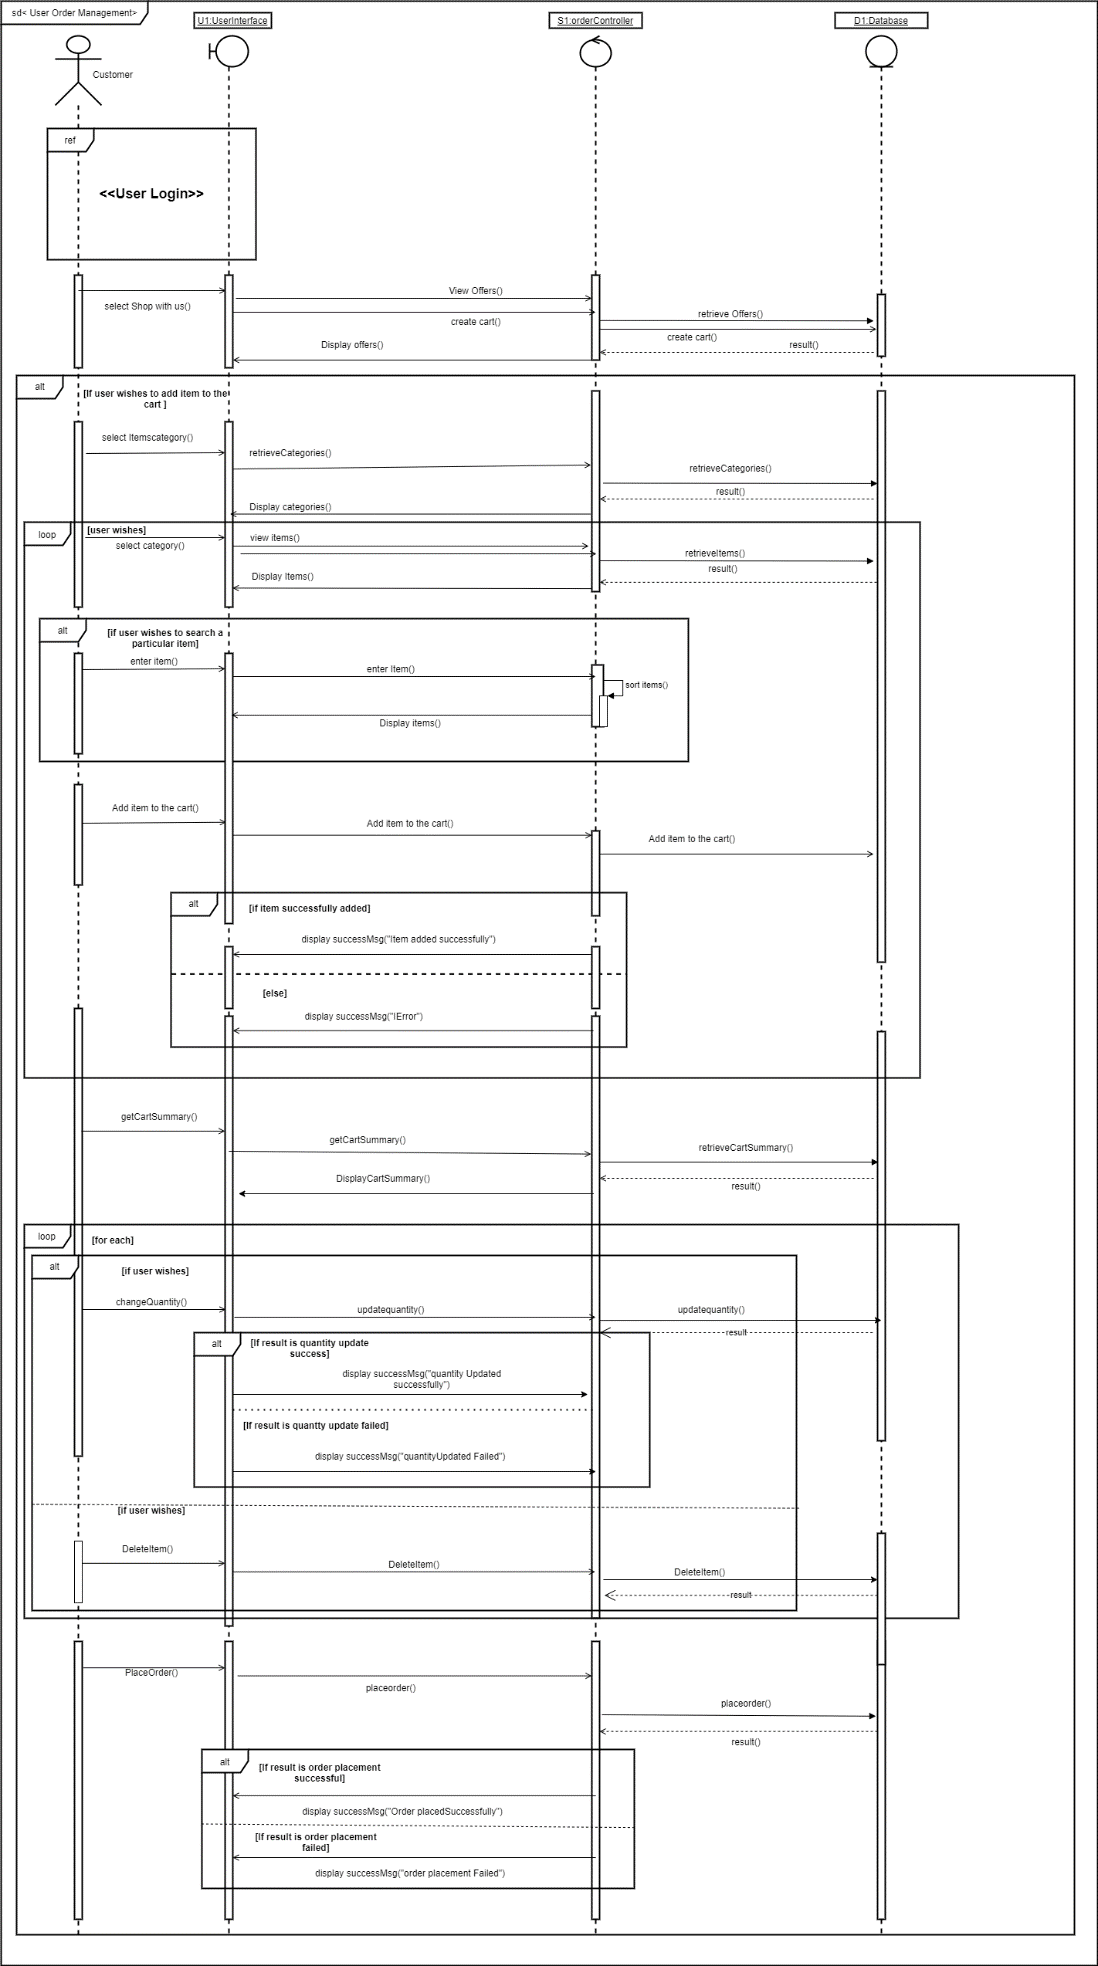 sd< User Order Management>
U1:UserInterface
S1:orderController
D1:Database
Customer
ref
<<User Login>>
View Offers()
select Shop with us()
retrieve Offers()
create cart()
create cart()
Display offers()
result()
alt
[If user wishes to add item to the
cart ]
select Itemscategory()
retrieveCategories()
retrieveCategories()
result()
Display categories()
loop
[user wishes]
view items()
select category()
retrieveItems()
result()
Display Items()
alt
[if user wishes to search a
particular item]
enter item()
enter Item()
sort items()
Display items()
Add item to the cart()
Add item to the cart()
Add item to the cart()
alt
[if item successfully added]
display successMsg("Item added successfully")
[else]
display successMsg("IError")
getCartSummary()
getCartSummary()
retrieveCartSummary()
DisplayCartSummary()
result()
loop
[for each]
alt
[if user wishes]
changeQuantity()
updatequantity()
updatequantity()
result
alt
[If result is quantity update
success]
display successMsg("quantity Updated
successfully")
[If result is quantty update failed]
display successMsg("quantityUpdated Failed")
[if user wishes]
DeleteItem()
DeleteItem()
DeleteItem()
result
PlaceOrder()
placeorder()
placeorder()
result()
alt
[If result is order placement
successful]
display successMsg("Order placedSuccessfully")
[If result is order placement
failed]
display successMsg("order placement Failed")